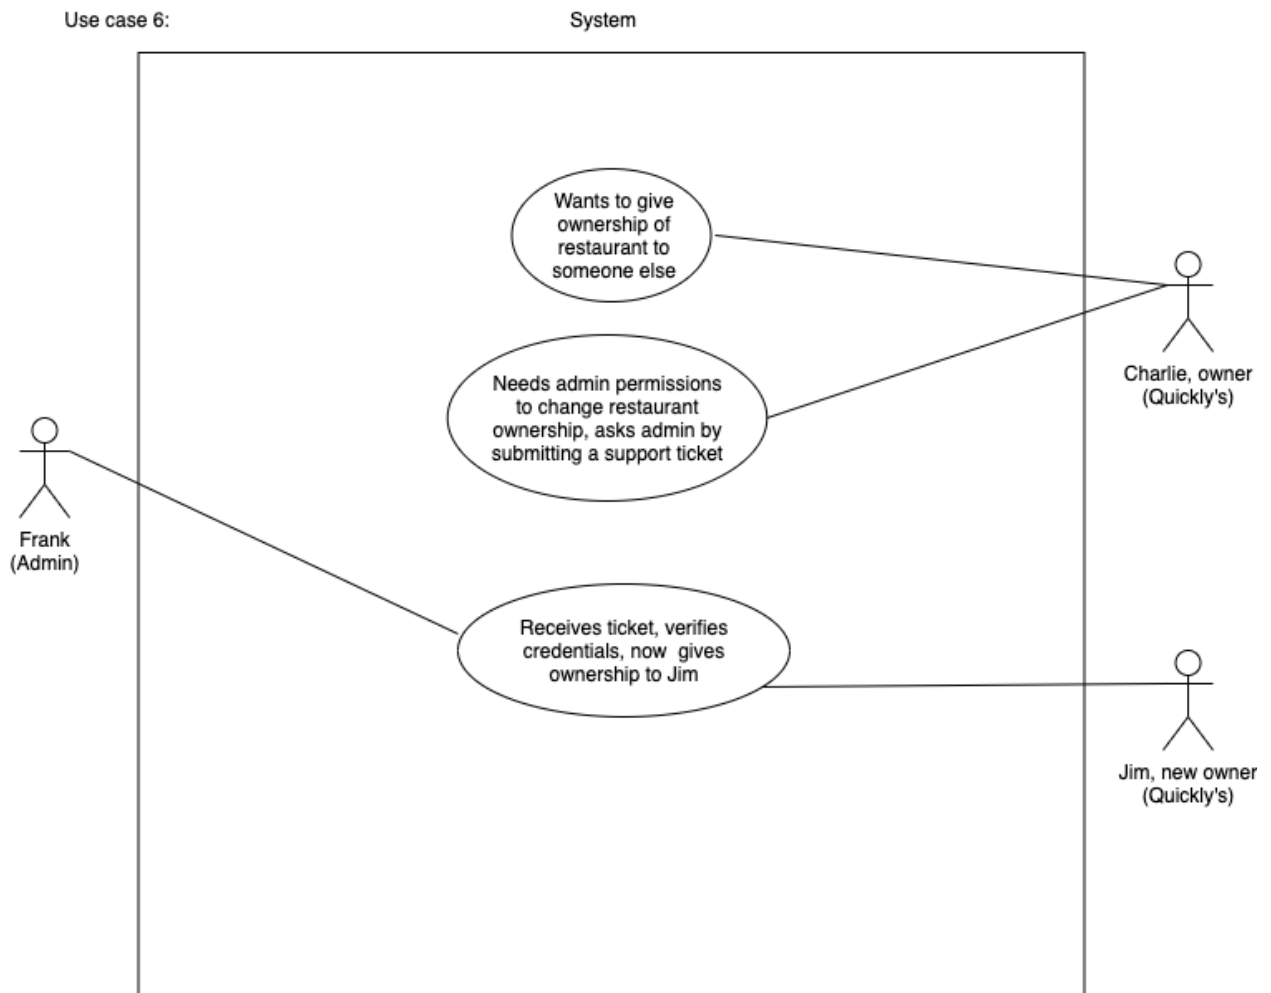 Use case 6:
System
Wants to give
ownership of
restaurant to
someone else
Needs admin permissions
to change restaurant
ownership, asks admin by
submitting a support ticket
Charlie, owner
(Quickly's)
Frank
(Admin)
Receives ticket, verifies
credentials, now  gives
ownership to Jim
Jim, new owner
(Quickly's)